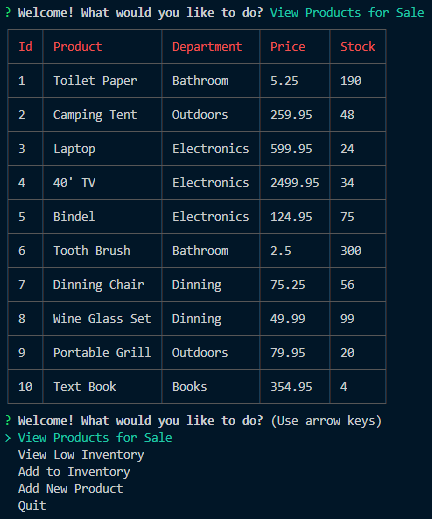 ? Welcome! What would you like to do? View Products for Sale
Id Product Department Price Stock
1 Toilet Paper Bathroom 5.25 190
2 Camping Tent Outdoors 259.95 48
3 Laptop Electronics 599.95 24
4 40' TV Electronics 2499.95 34
5 Bindel Electronics 124.95 75
6 Tooth Brush Bathroom 2.5 300
7 Dinning Chair Dinning 75.25 56
8 Wine Glass Set Dinning 49.99 99
9 Portable Grill Outdoors 79.95 20
10 Text Book Books 354.95 4
? Welcome! What would you like to do? (Use arrow keys)
> View Products for Sale
View Low Inventory
Add to Inventory
Add New Product
Quit